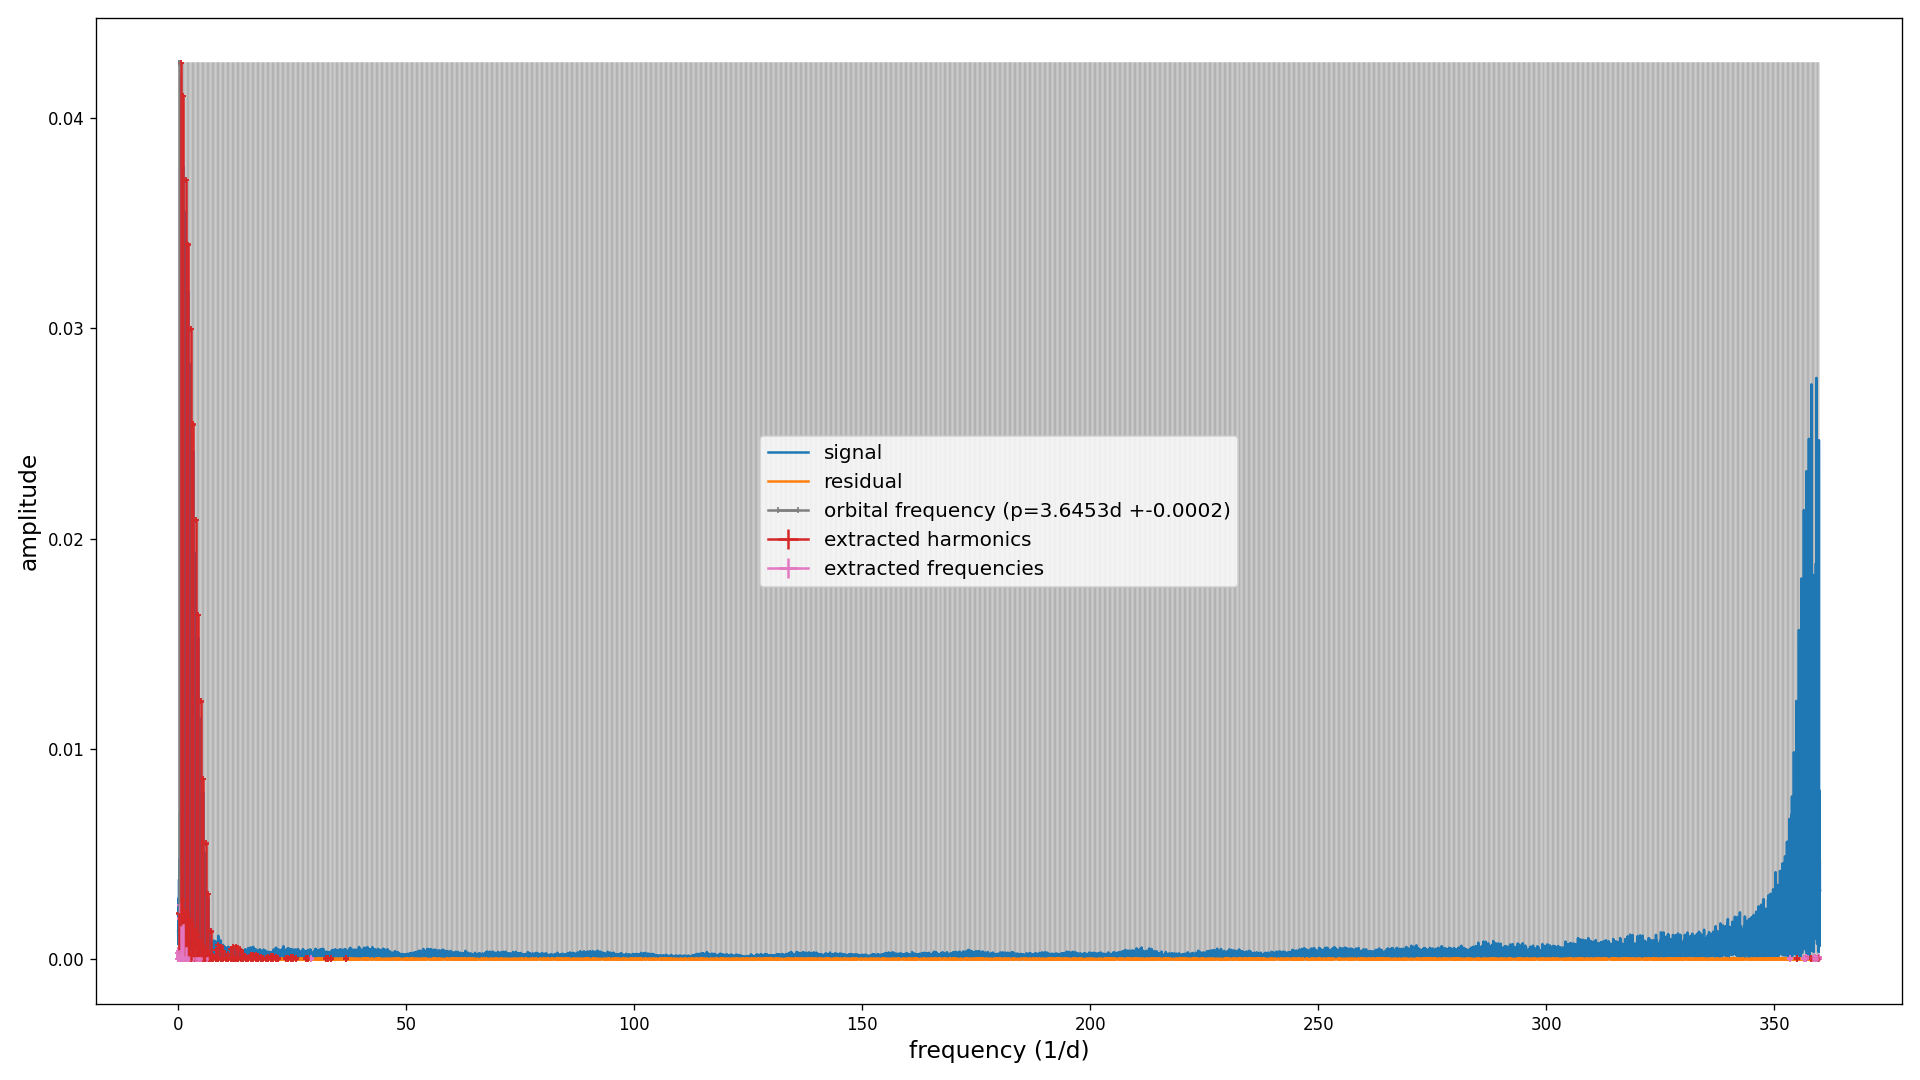 amplitude
0.04
0.03
0.02
0.01
0.00
signal
residual
orbital frequency (p=3.6453d +-0.0002)
extracted harmonics
extracted frequencies
0 50 100 150 200 250 300 350
frequency (1/d)